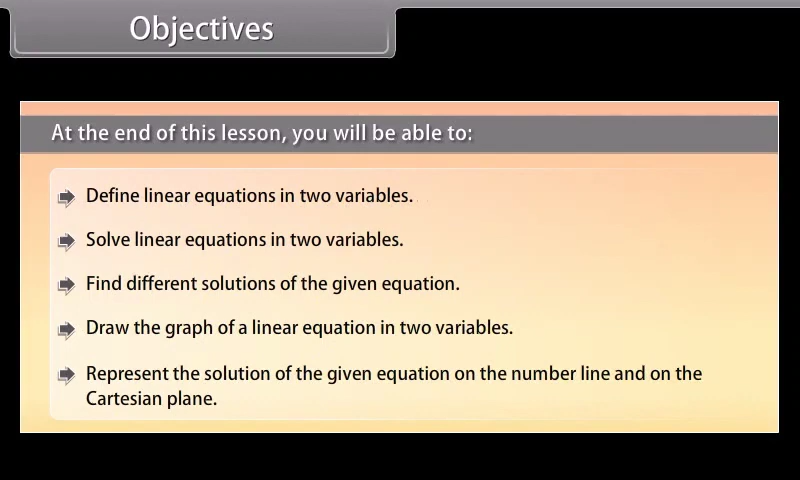 Objectives
At the end of this lesson, you will be able to:
Define linear equations in two variables.
Solve linear equations in two variables.
Find different solutions of the given equation.
Draw the graph of a linear equation in two variables.
Represent the solution of the given equation on the number line and on the
Cartesian plane.